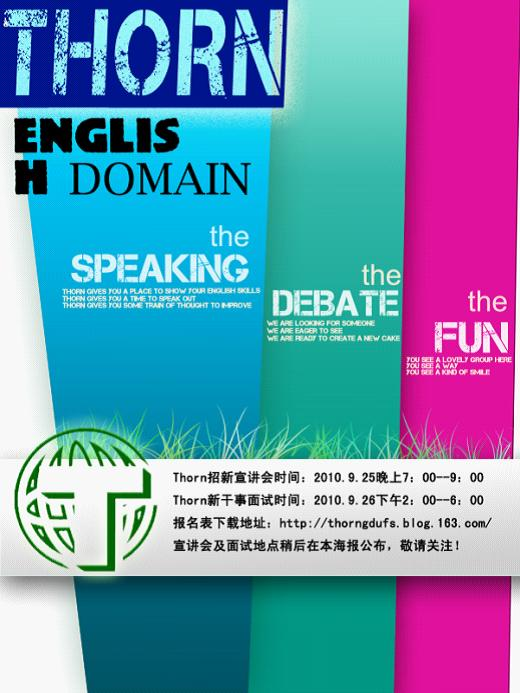 THORN
ENGLIS
H DOMAIN
the
SPEAKING
THORN GIVES YOU A PLACE TO SHOW YOUR ENGLISH SKILLS
THORN GIVES YOU A TIME TO SPEAK OUT
THORN GIVES YOU SOME TRAIN OF THOUGHT TO IMPROVE
the
DEBATE
WE ARE LOOKING FOR SOMEONE
WE ARE EAGER TO SEE
WE ARE READY TO CREATE A NEW CAKE
the
FUN
YOU SEE A LOVELY GROUP HERE
YOU SEE A WAY
YOU SEE A KIND OF SMILE
T
Thorn招新宣讲会时间：2010.9.25晚上7：00--9：00
Thorn新干事面试时间：2010.9.26下午2：00--6：00
报名表下载地址：http://thorngdufs.blog.163.com/
宣讲会及面试地点稍后在本海报公布，敬请关注！